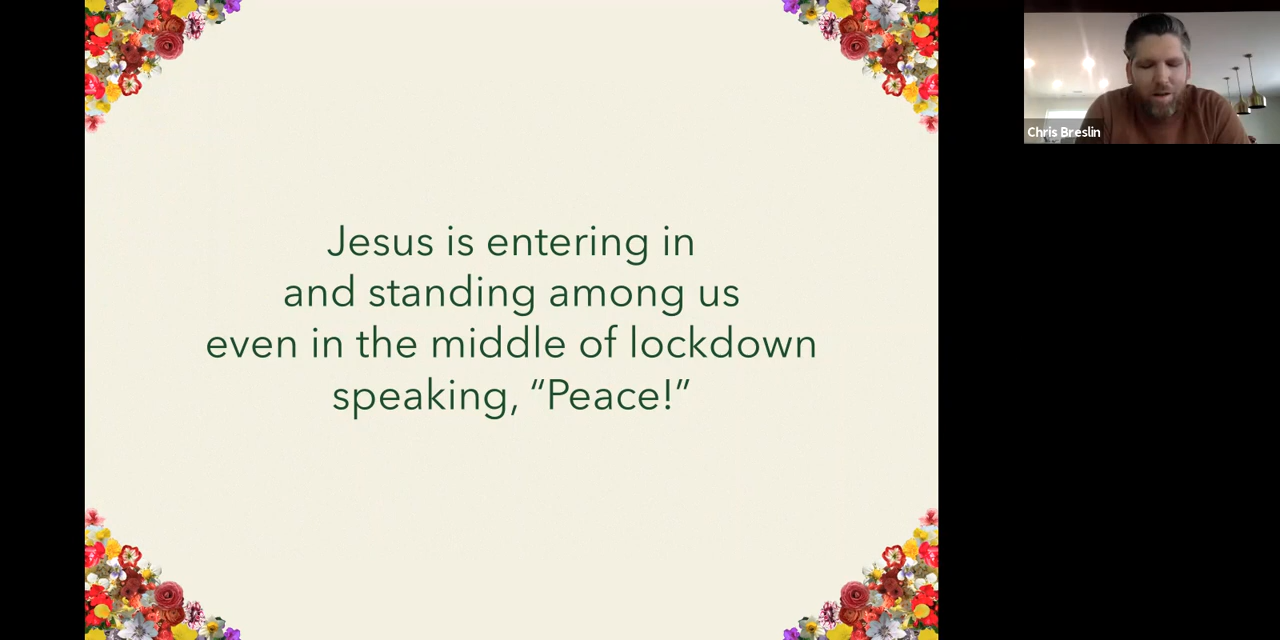 Jesus is entering in
and standing among us
even in the middle of lockdown
speaking, “Peace!”
Chris Breslin